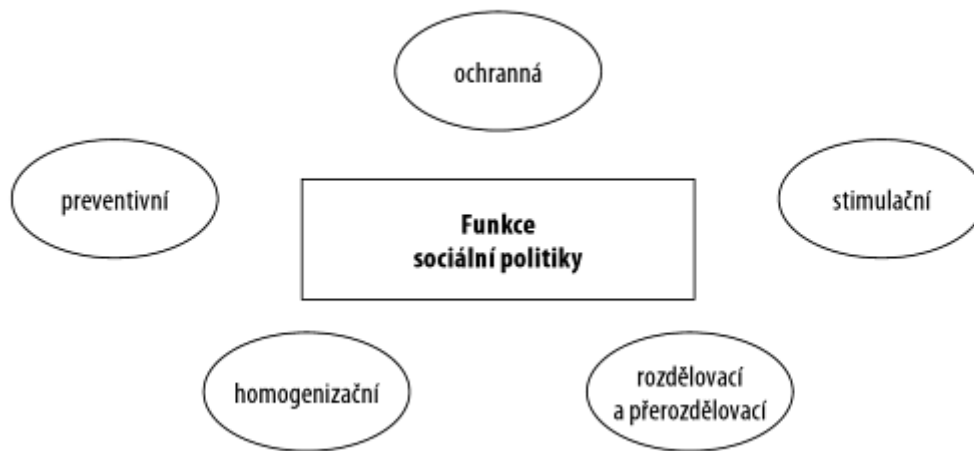 ochranná
preventivní
stimulační
Funkce
sociální politiky
homogenizační
rozdělovací
a přerozdělovací